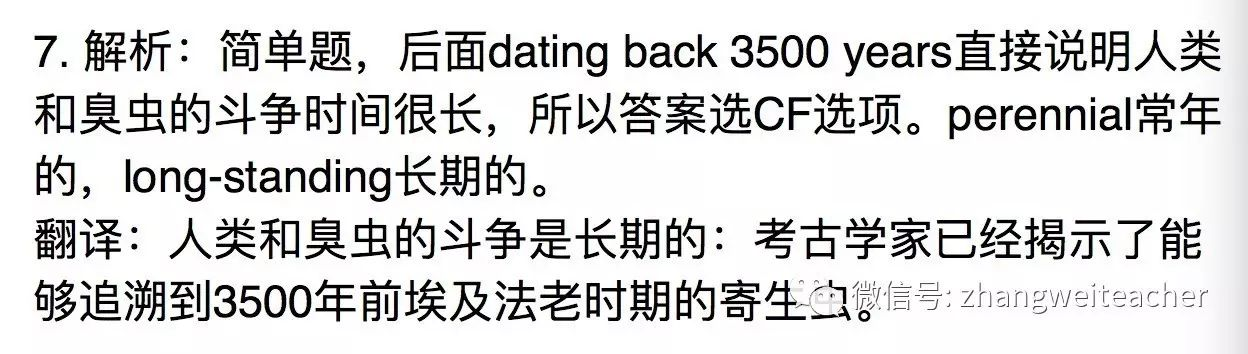 7. 解析：简单题，后面dating back 3500 years直接说明人类
和臭虫的斗争时间很长，所以答案选CF选项。perennial常年
的，long-standing长期的。
翻译：人类和臭虫的斗争是长期的：考古学家已经揭示了能
够追溯到3500年前埃及法老时期的寄生虫。
微信号: zhangweiteacher